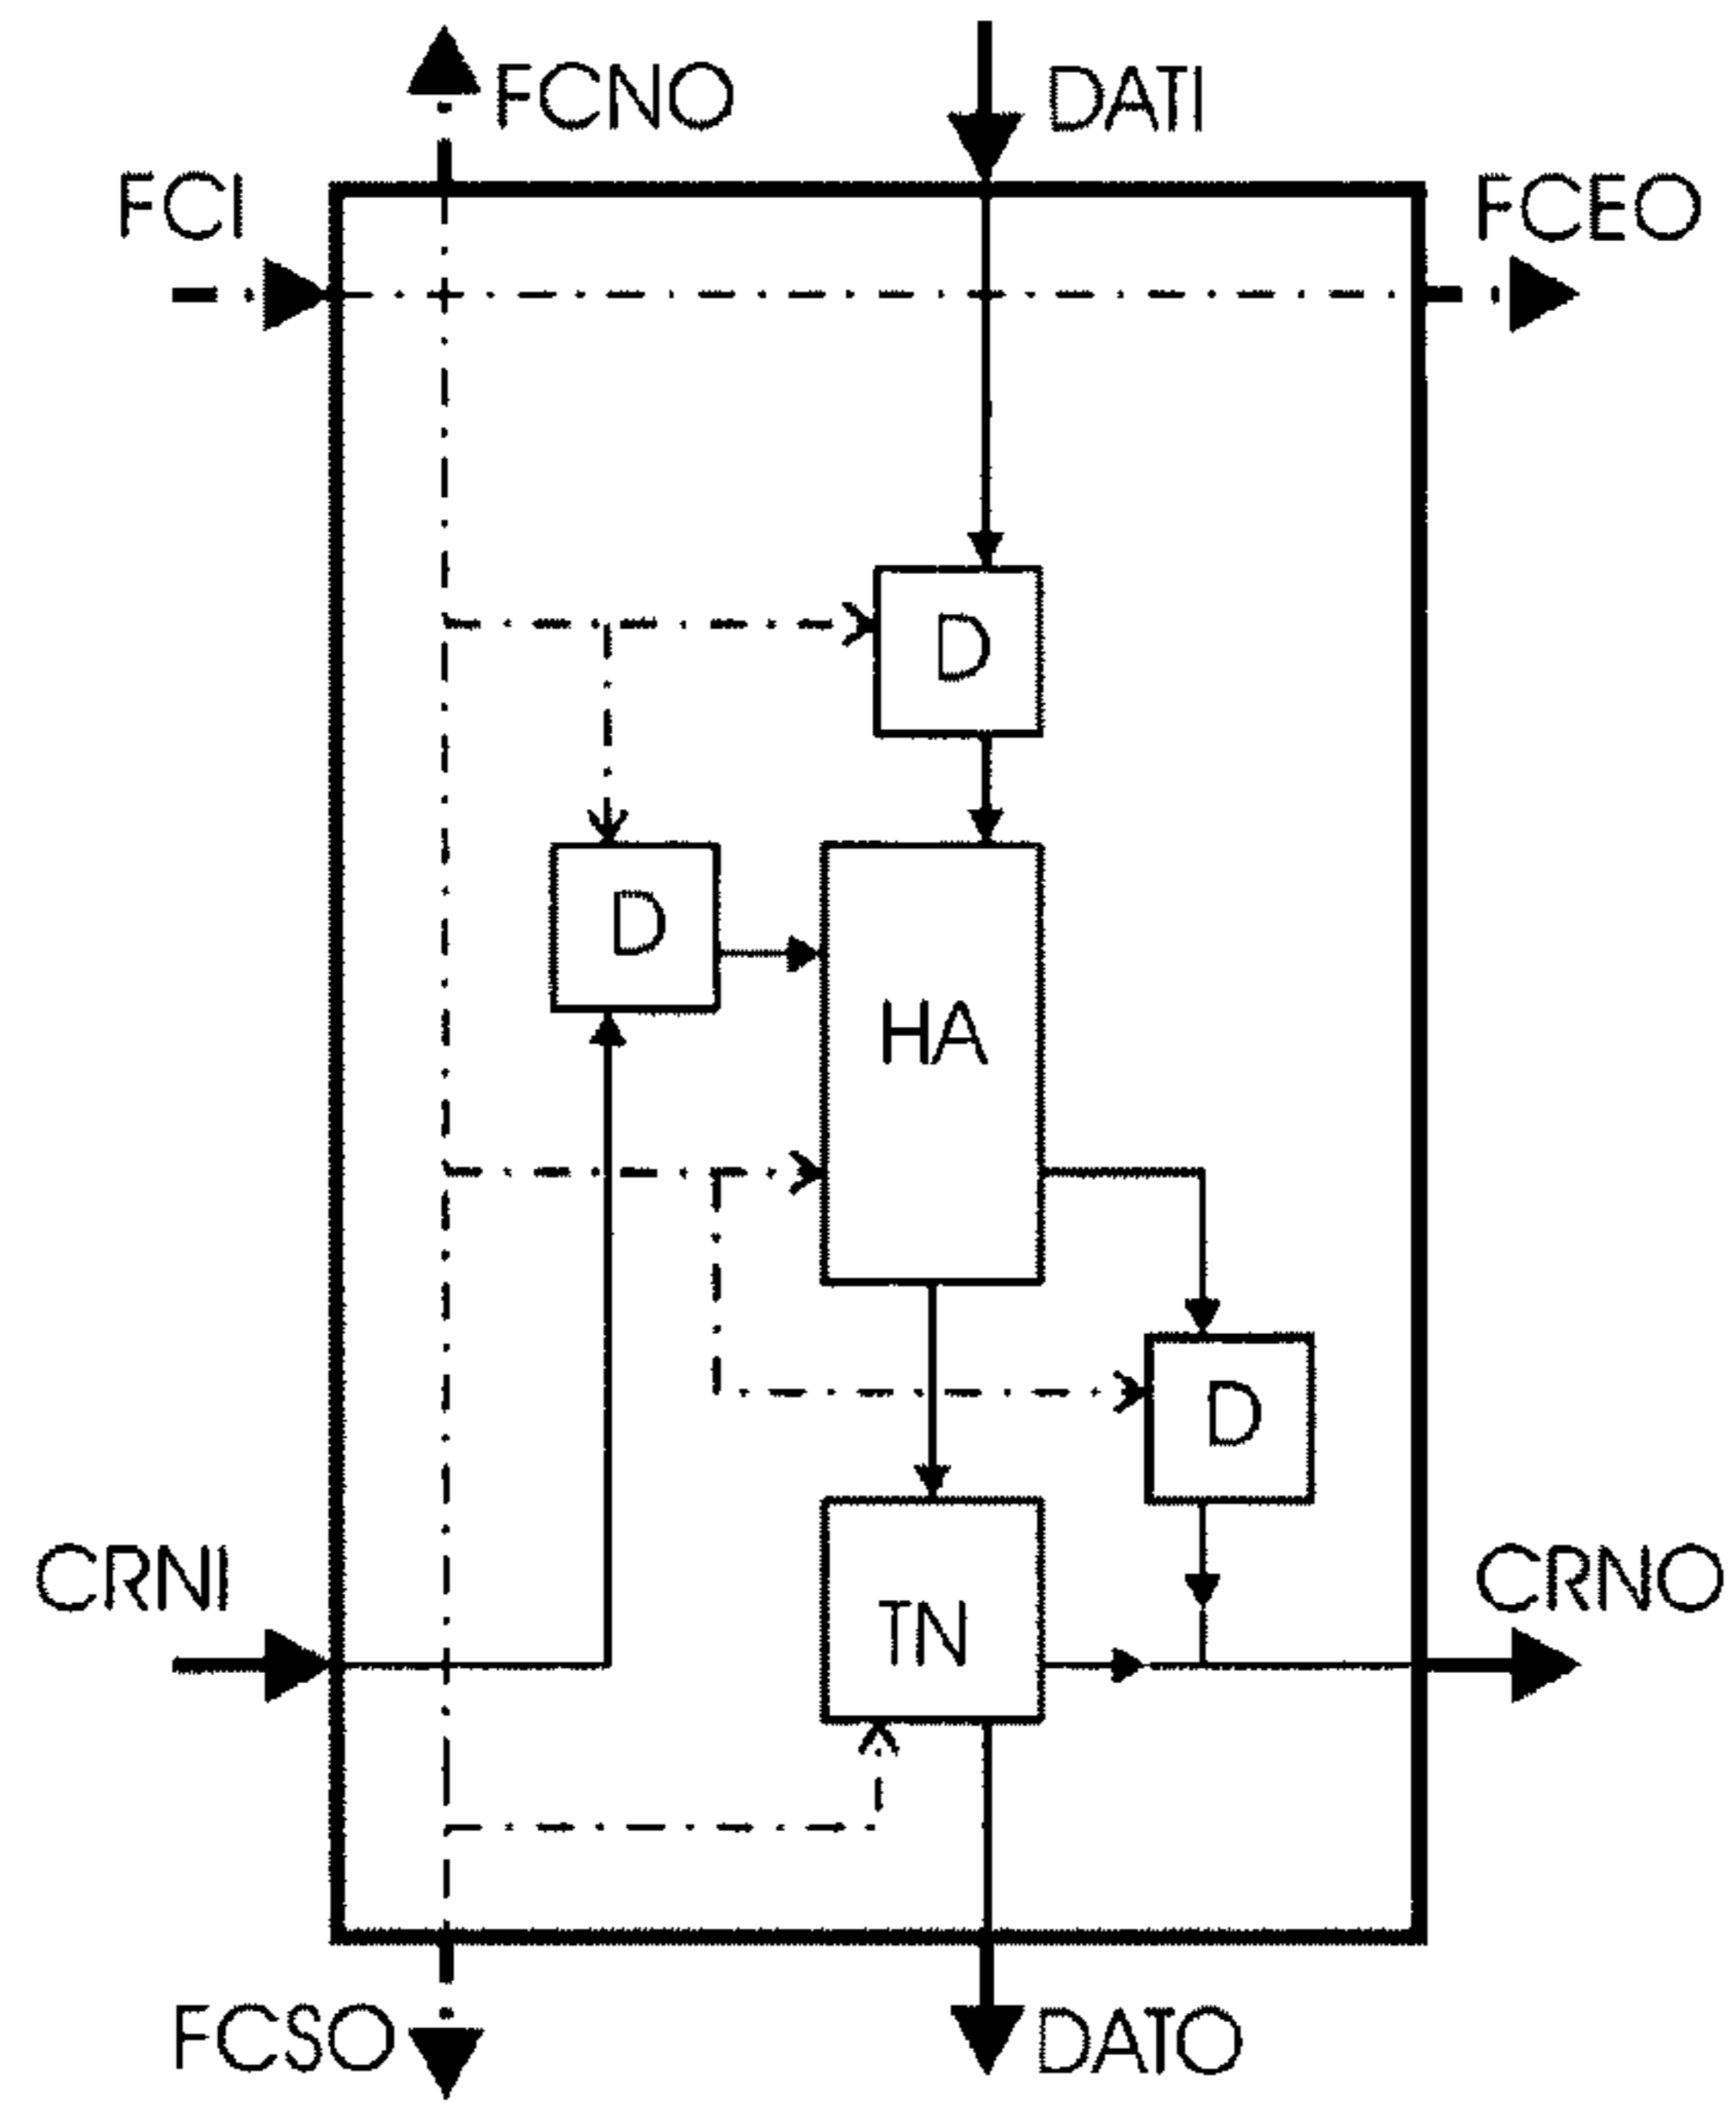 FCNO
DATI
FCI
FCEO
D
D
HA
D
CRNI
TN
CRNO
FCSO
DATO